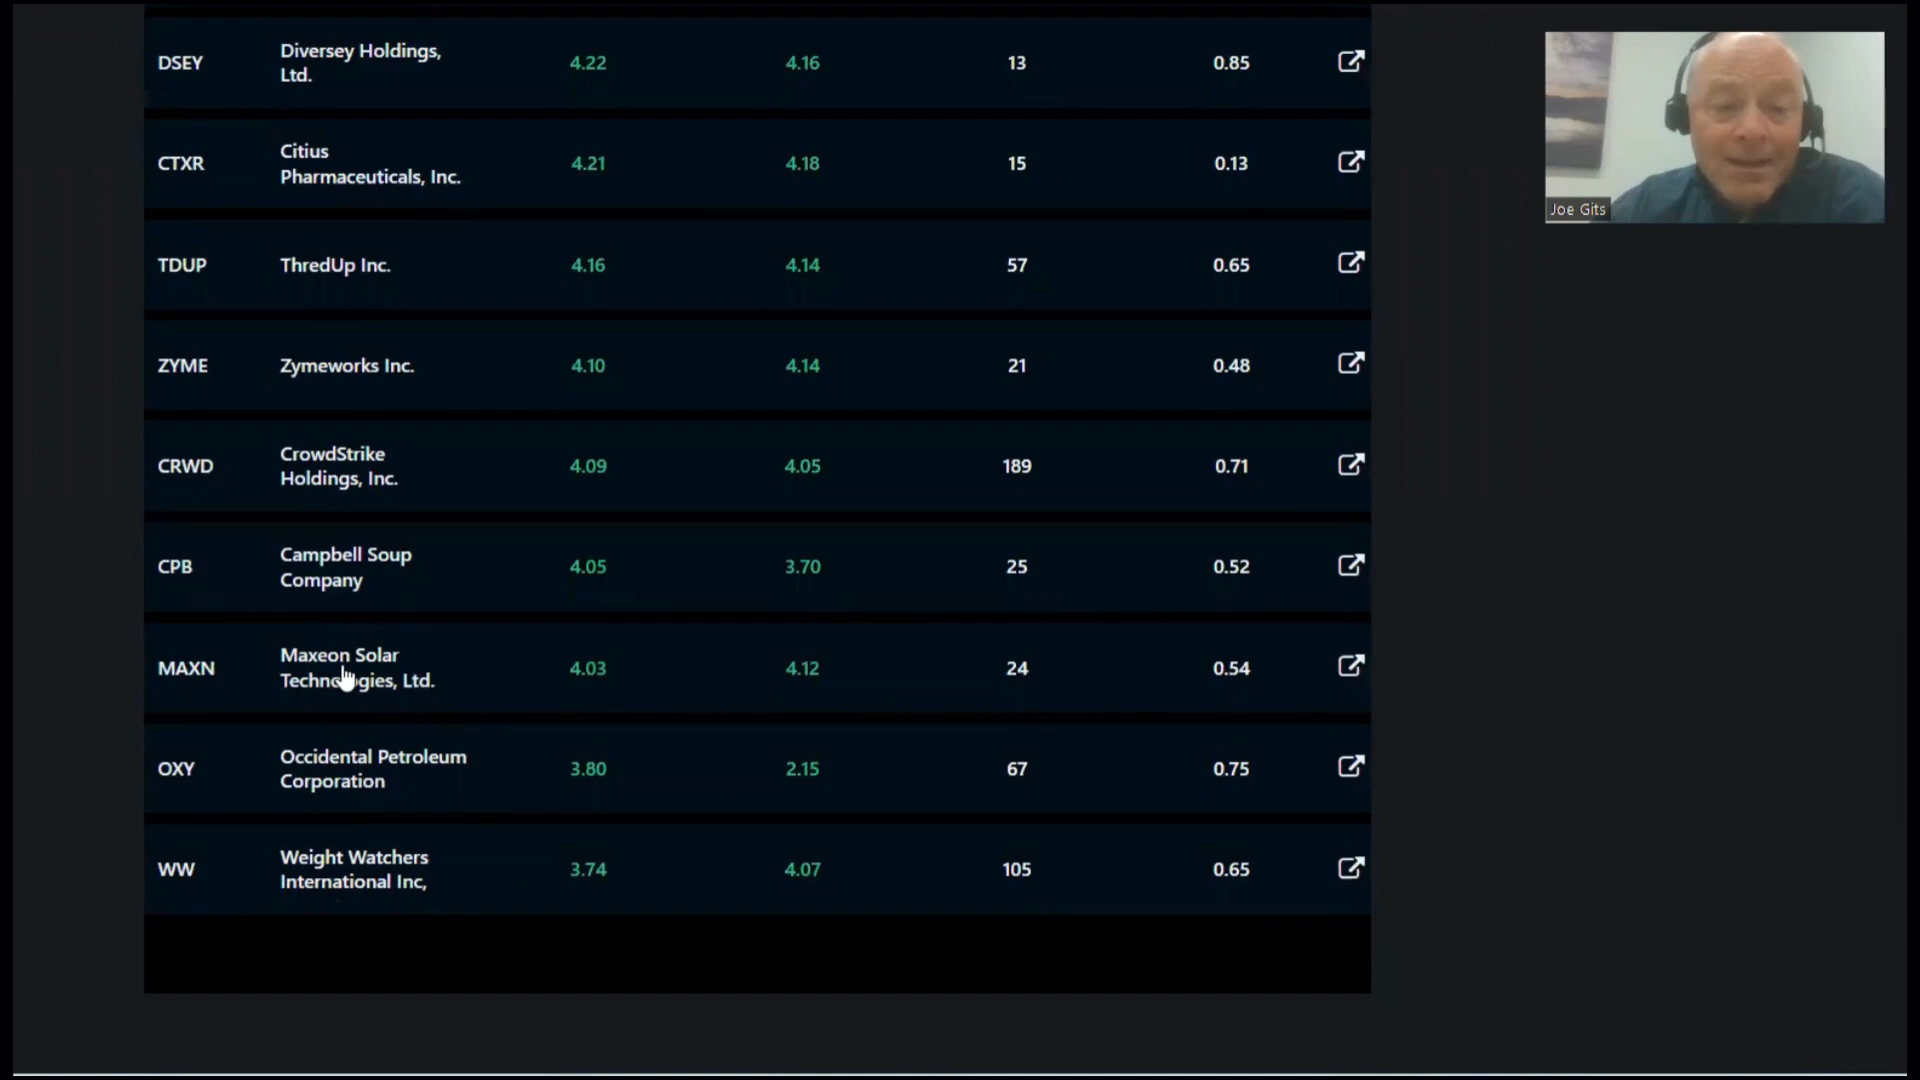 DSEY Diversey Holdings, Ltd. 4.22 4.16 13 0.85
Joe Gits
CTXR Citius Pharmaceuticals, Inc. 4.21 4.18 15 0.13
TDUP ThredUp Inc. 4.16 4.14 57 0.65
ZYME Zymeworks Inc. 4.10 4.14 21 0.48
CRWD CrowdStrike Holdings, Inc. 4.09 4.05 189 0.71
CPB Campbell Soup Company 4.05 3.70 25 0.52
MAXN Maxeon Solar Technologies, Ltd. 4.03 4.12 24 0.54
OXY Occidental Petroleum Corporation 3.80 2.15 67 0.75
WW Weight Watchers International Inc, 3.74 4.07 105 0.65